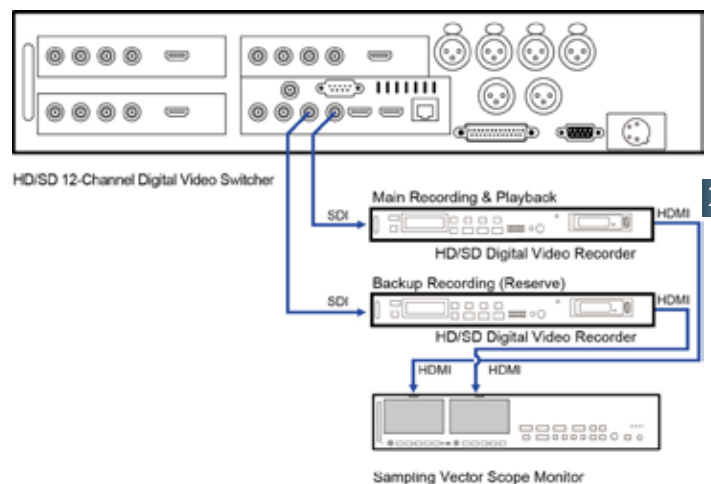 HD/SD 12-Channel Digital Video Switcher
Main Recording & Playback
SDI
HDMI
HD/SD Digital Video Recorder
Backup Recording (Reserve)
SDI
HDMI
HD/SD Digital Video Recorder
HDMI
HDMI
Sampling Vector Scope Monitor